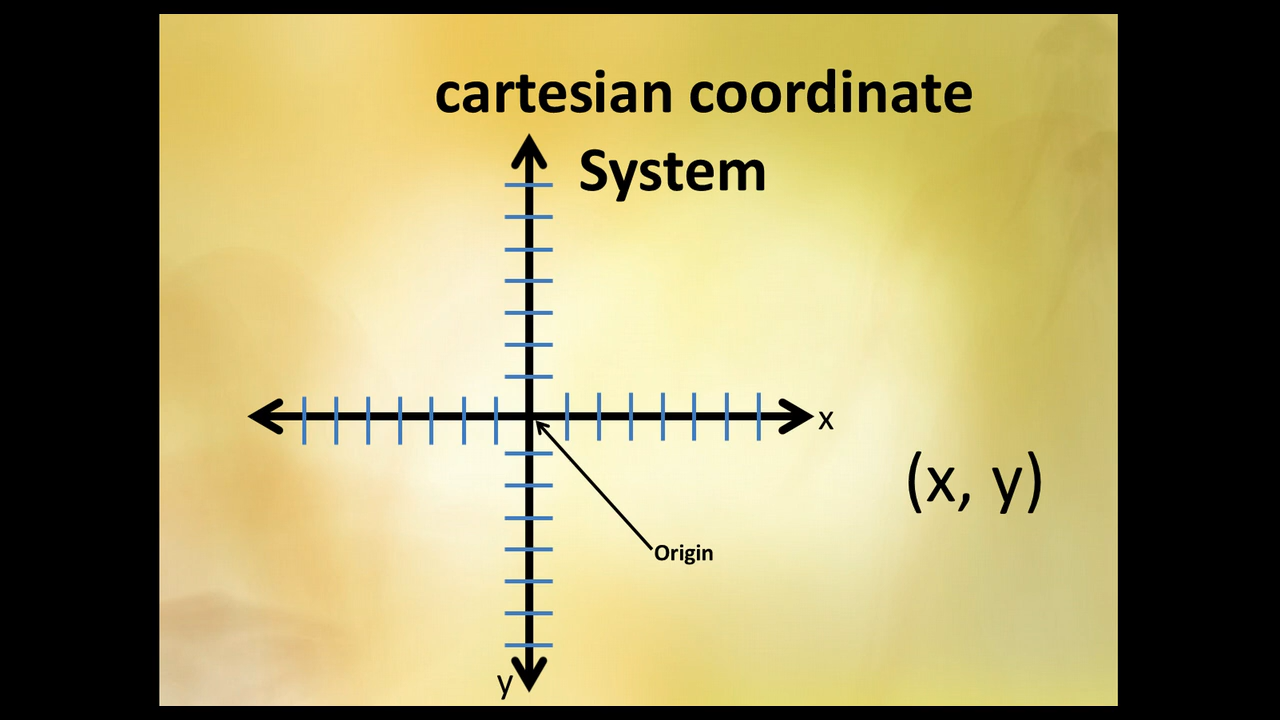 cartesian coordinate
System
x
(x, y)
Origin
y